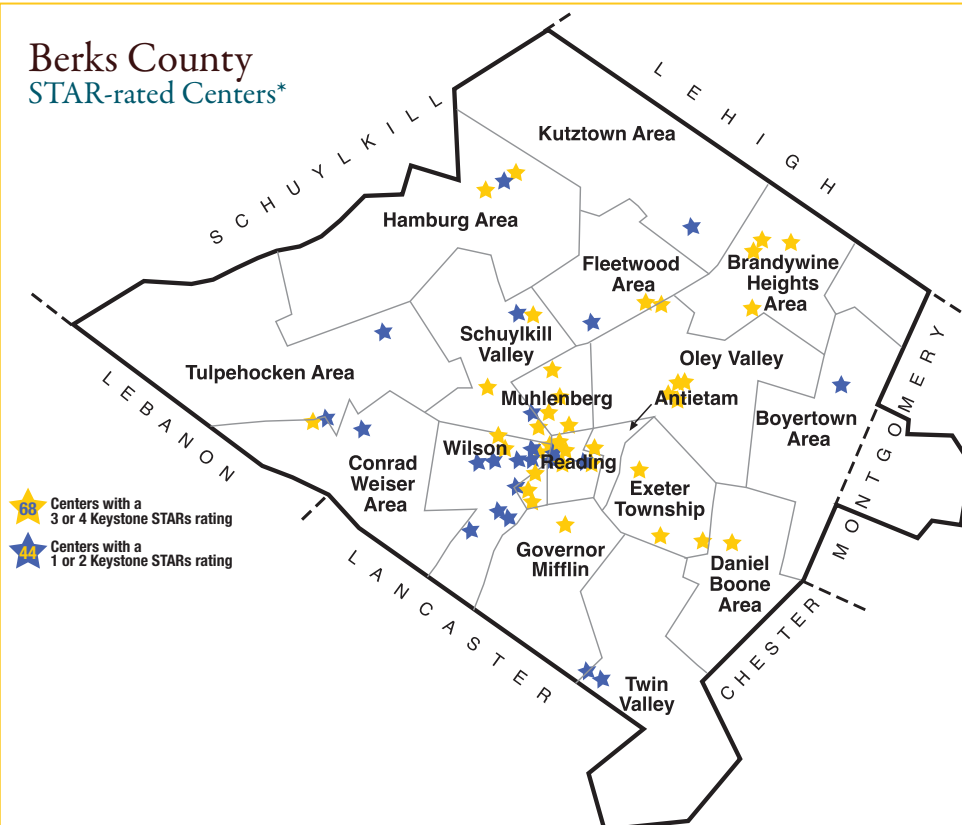 Berks County
STAR-rated Centers*
SCHUYLKILL
LEHIGH
Kutztown Area
Hamburg Area
Fleetwood
Area
Brandywine
Heights
Area
Schuylkill
Valley
Oley Valley
Tulpehocken Area
MONTGOMERY
LEBANON
Muhlenberg
Antietam
Boyertown
Area
Wilson
Reading
Conrad
Weiser
Area
Exeter
Township
68
Centers with a
3 or 4 Keystone STARs rating
44
Centers with a
1 or 2 Keystone STARs rating
Governor
Mifflin
Daniel
Boone
Area
LANCASTER
CHESTER
Twin
Valley